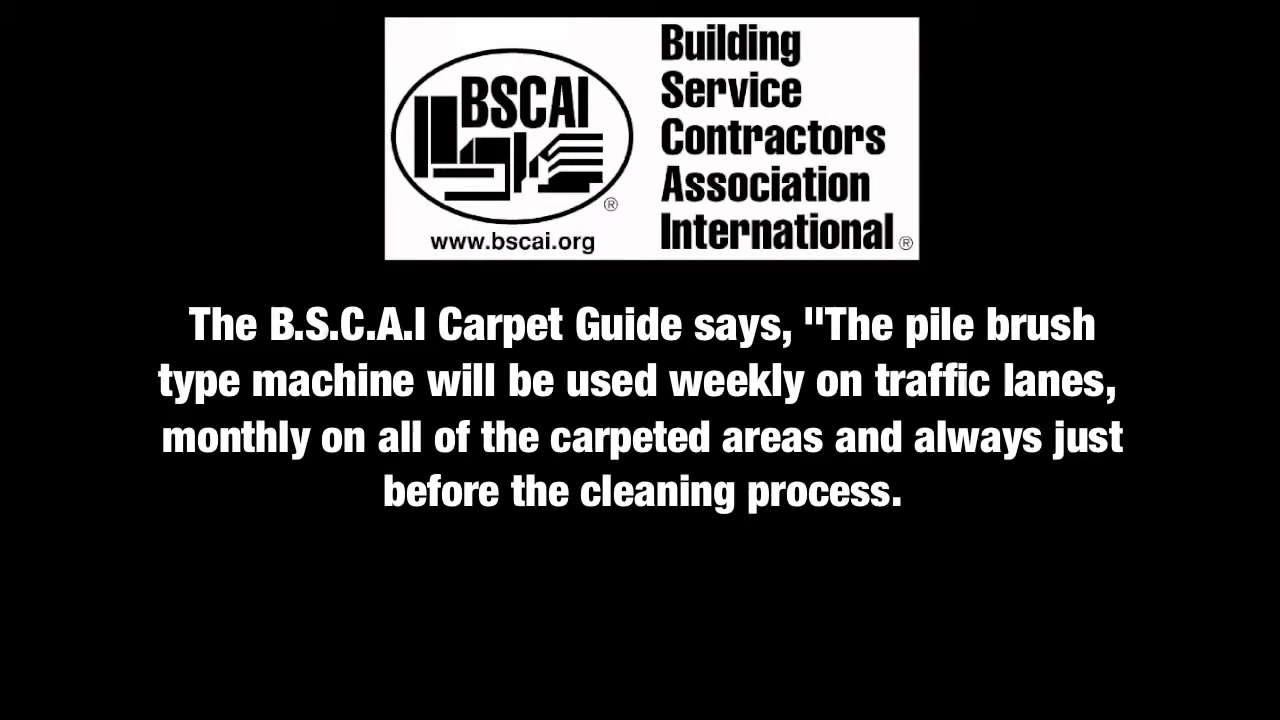 BSCAI
®
www.bscai.org
Building
Service
Contractors
Association
International ®
The B.S.C.A.I Carpet Guide says, "The pile brush
type machine will be used weekly on traffic lanes,
monthly on all of the carpeted areas and always just
before the cleaning process.